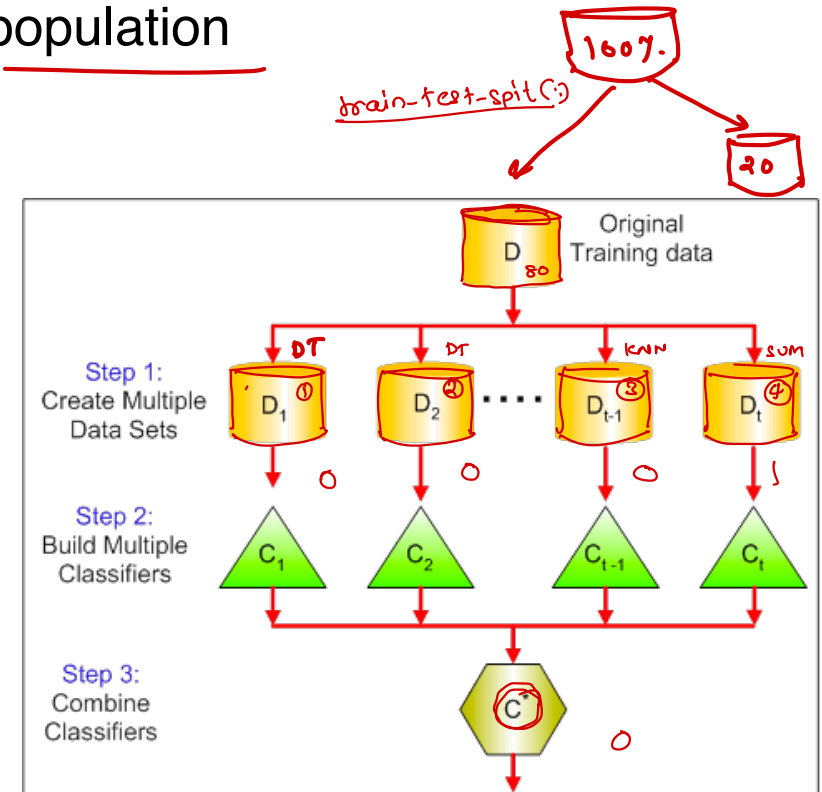 population
100%.
train-test-spit(:)
20
Original
Training data
D
80
DT
DT
KNN
SVM
Step 1:
Create Multiple
Data Sets
D1 ①
D2 ②
....
Dt-1 ③
Dt ④
0
0
0
1
Step 2:
Build Multiple
Classifiers
C1
C2
Ct-1
Ct
Step 3:
Combine
Classifiers
C*
0